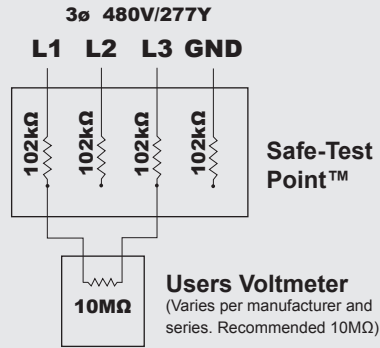 3ø 480V/277Y
L1 L2 L3 GND
102kΩ 102kΩ 102kΩ 102kΩ
Safe-Test
Point™
10MΩ
Users Voltmeter
(Varies per manufacturer and
series. Recommended 10MΩ)